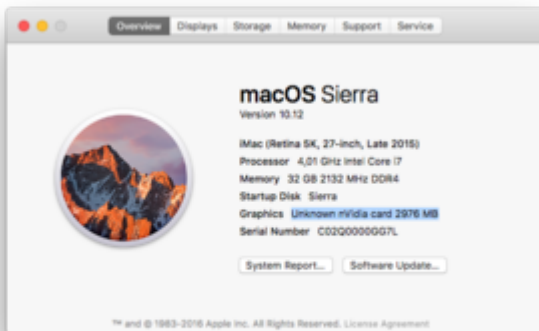 Overview Displays Storage Memory Support Service
macOS Sierra
Version 10.12
iMac (Retina 5K, 27-inch, Late 2015)
Processor 4,01 GHz Intel Core i7
Memory 32 GB 2132 MHz DDR4
Startup Disk Sierra
Graphics Unknown nVidia card 2976 MB
Serial Number C02Q0000GG7L
System Report... Software Update...
™ and © 1983-2016 Apple Inc. All Rights Reserved. License Agreement